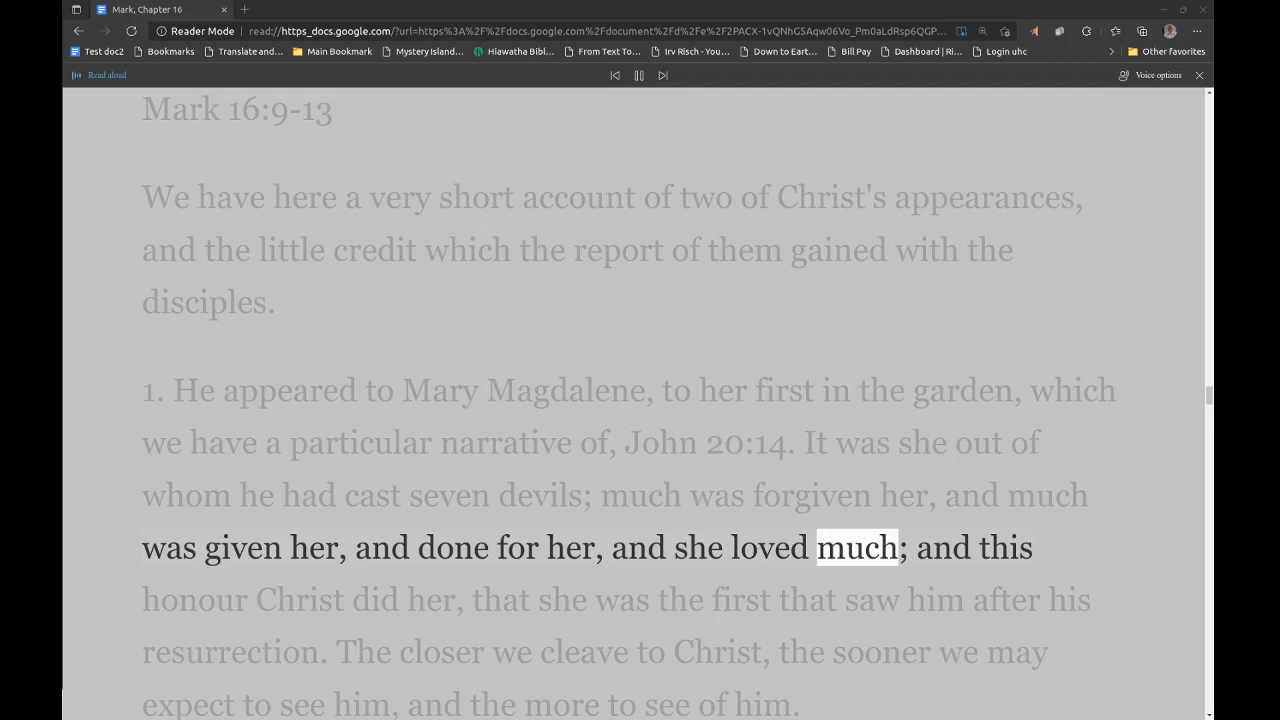 Mark, Chapter 16
Reader Mode read://https_docs.google.com/?url=https%3A%2F%2Fdocs.google.com%2Fdocument%2Fd%2Fe%2F2PACX-1vQNhG5Aqw06Vo_Pm0aLdRsp6QGP...
Test doc2 Bookmarks Translate and... Main Bookmark Mystery Island... Hiawatha Bibl... From Text To... Irv Risch - You... Down to Eart... Bill Pay Dashboard | Ri... Login uhc Other favorites
Read aloud Voice options
Mark 16:9-13
We have here a very short account of two of Christ's appearances,
and the little credit which the report of them gained with the
disciples.
1. He appeared to Mary Magdalene, to her first in the garden, which
we have a particular narrative of, John 20:14. It was she out of
whom he had cast seven devils; much was forgiven her, and much
was given her, and done for her, and she loved much; and this
honour Christ did her, that she was the first that saw him after his
resurrection. The closer we cleave to Christ, the sooner we may
expect to see him, and the more to see of him.